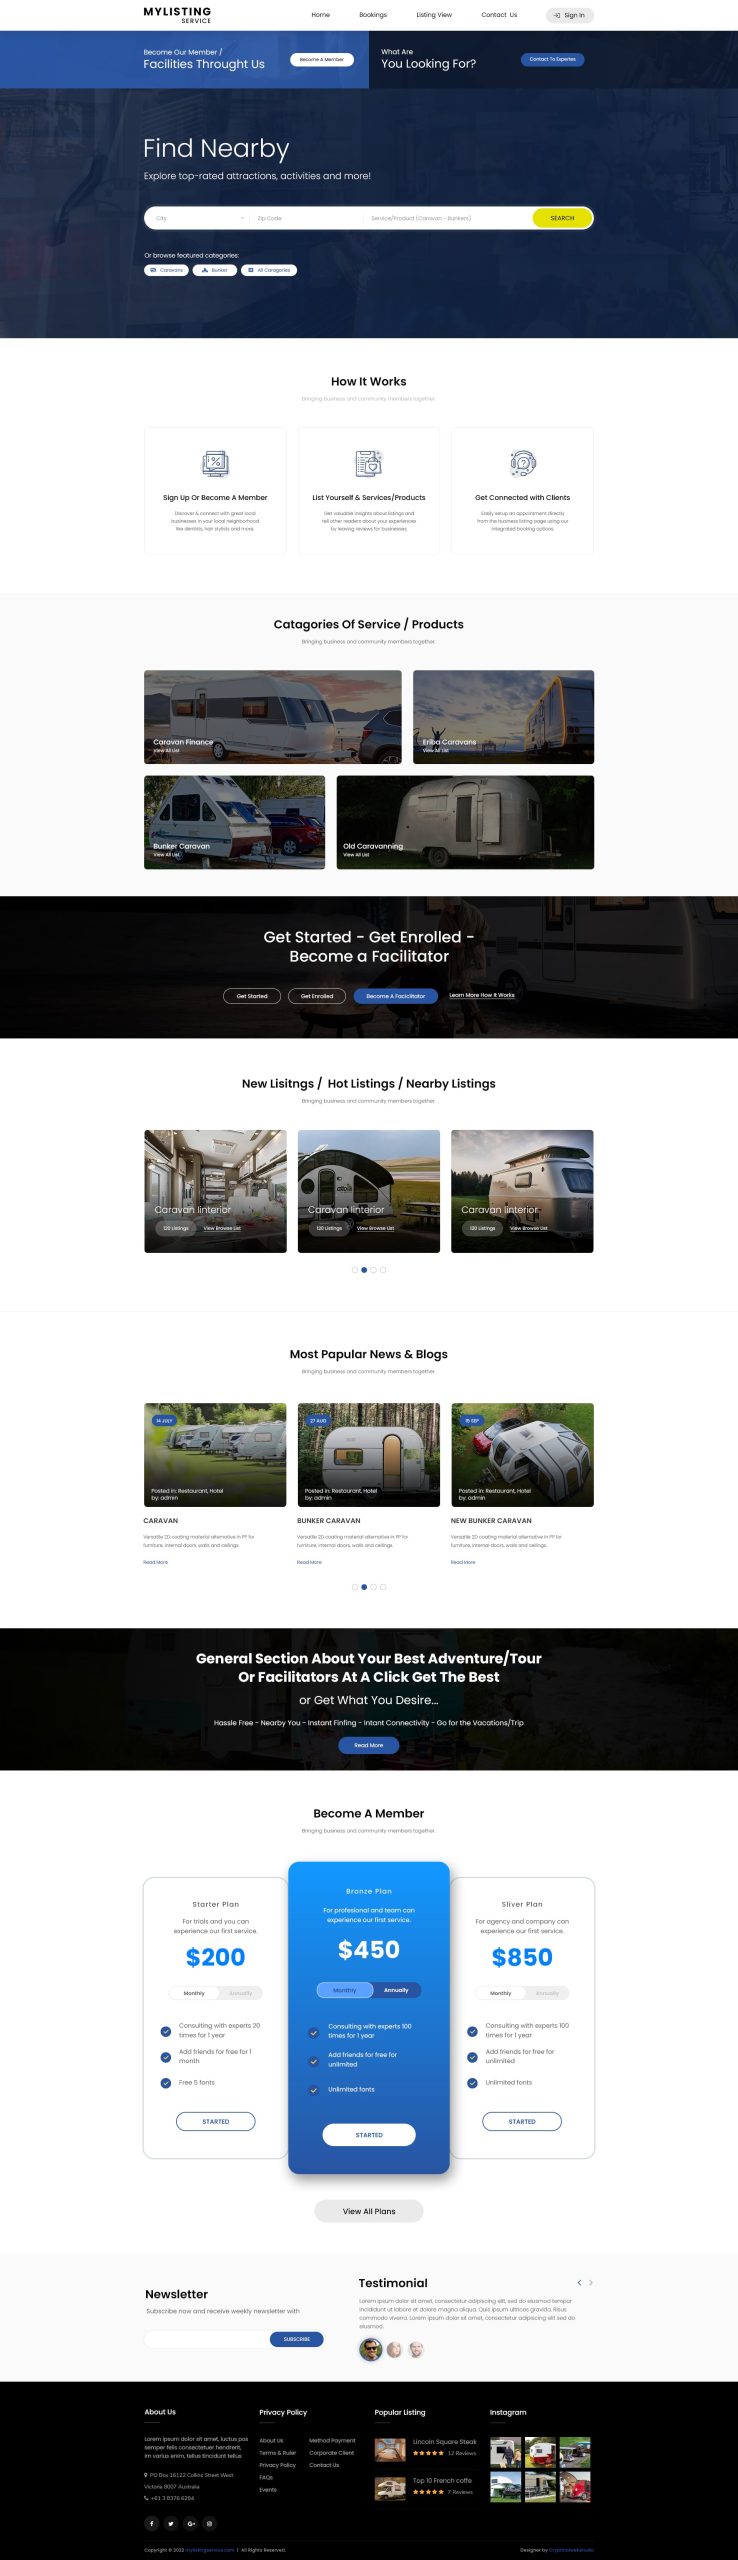 MYLISTING
SERVICE
Home
Bookings
Listing View
Contact Us
Sign In
Become Our Member /
Facilities Throught Us
Become A Member
What Are
You Looking For?
Contact To Expertes
Find Nearby
Explore top-rated attractions, activities and more!
City
Zip Code
Service/Product (Caravan - Bunkers)
SEARCH
Or browse featured categories:
Caravans
Bunker
All Caragories
How It Works
Bringing business and community members together.
Sign Up Or Become A Member
Discover & connect with great local
businesses in your local neighborhood
like dentists, hair stylists and more.
List Yourself & Services/Products
Get valuable insights about listings and
tell other readers about your experiences
by leaving reviews for businesses.
Get Connected with Clients
Easily setup an appointment directly
from the business listing page using our
integrated booking options.
Catagories Of Service / Products
Bringing business and community members together.
Caravan Finance
View All List
Eriba Caravans
View All List
Bunker Caravan
View All List
Old Caravanning
View All List
Get Started - Get Enrolled -
Become a Facilitator
Get Started
Get Enrolled
Become A Faciclitator
Learn More How It Works
New Lisitngs / Hot Listings / Nearby Listings
Bringing business and community members together.
Caravan Iinterior
120 Listings
View Browse List
Caravan Iinterior
120 Listings
View Browse List
Caravan Iinterior
120 Listings
View Browse List
Most Papular News & Blogs
Bringing business and community members together.
14 JULY
Posted in: Restaurant, Hotel
by: admin
CARAVAN
Versatile 2D coating material alternative in PP for
furniture, internal doors, walls and ceilings.
Read More
27 AUG
Posted in: Restaurant, Hotel
by: admin
BUNKER CARAVAN
Versatile 2D coating material alternative in PP for
furniture, internal doors, walls and ceilings.
Read More
15 SEP
Posted in: Restaurant, Hotel
by: admin
NEW BUNKER CARAVAN
Versatile 2D coating material alternative in PP for
furniture, internal doors, walls and ceilings.
Read More
General Section About Your Best Adventure/Tour
Or Facilitators At A Click Get The Best
or Get What You Desire...
Hassle Free - Nearby You - Instant Finfing - Intant Connectivity - Go for the Vacations/Trip
Read More
Become A Member
Bringing business and community members together.
Starter Plan
For trials and you can
experience our first service.
$200
Monthly
Annually
Consulting with experts 20
times for 1 year
Add friends for free for 1
month
Free 5 fonts
STARTED
Bronze Plan
For profesional and team can
experience our first service.
$450
Monthly
Annually
Consulting with experts 100
times for 1 year
Add friends for free for
unlimited
Unlimited fonts
STARTED
Sliver Plan
For agency and company can
experience our first service.
$850
Monthly
Annually
Consulting with experts 100
times for 1 year
Add friends for free for
unlimited
Unlimited fonts
STARTED
View All Plans
Newsletter
Subscribe now and receive weekly newsletter with
SUBSCRIBE
Testimonial
Lorem ipsum dolor sit amet, consectetur adipiscing elit, sed do eiusmod tempor
incididunt ut labore et dolore magna aliqua. Quis ipsum ultrices gravida. Risus
commodo viverra. Lorem ipsum dolor sit amet, consectetur adipiscing elit sed do
eiusmod.
About Us
Lorem ipsum dolor sit amet, luctus pos
semper felis consectetuer hendrerit,
im varius enim, tellus tincidunt tellus
PO Box 16122 Collins Street West
Victoria 8007 Australia
+61 3 8376 6284
Privacy Policy
About Us
Terms & Ruler
Privacy Policy
FAQs
Events
Method Payment
Corporate Client
Contact Us
Popular Listing
Lincoln Square Steak
12 Reviews
Top 10 French coffe
7 Reviews
Instagram
Copyright © 2022 mylistingservice.com | All Rights Reserved.